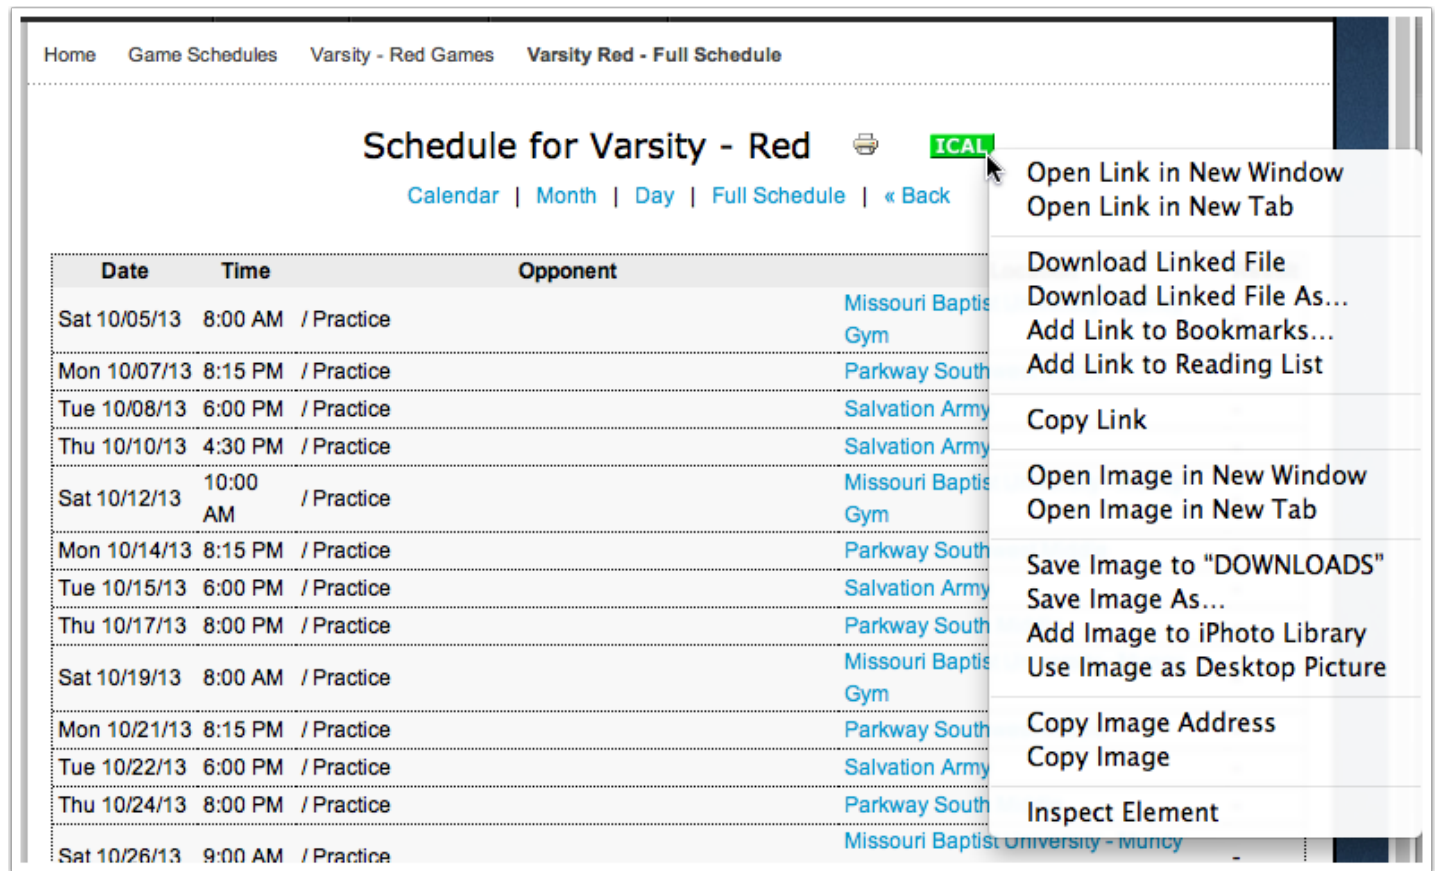 Home Game Schedules Varsity - Red Games Varsity Red - Full Schedule
Schedule for Varsity - Red ICAL
Calendar | Month | Day | Full Schedule | « Back
Date Time Opponent
Sat 10/05/13 8:00 AM / Practice Missouri Baptis
Gym
Mon 10/07/13 8:15 PM / Practice Parkway South
Tue 10/08/13 6:00 PM / Practice Salvation Army
Thu 10/10/13 4:30 PM / Practice Salvation Army
Sat 10/12/13 10:00 AM / Practice Missouri Baptis
Gym
Mon 10/14/13 8:15 PM / Practice Parkway South
Tue 10/15/13 6:00 PM / Practice Salvation Army
Thu 10/17/13 8:00 PM / Practice Parkway South
Sat 10/19/13 8:00 AM / Practice Missouri Baptis
Gym
Mon 10/21/13 8:15 PM / Practice Parkway South
Tue 10/22/13 6:00 PM / Practice Salvation Army
Thu 10/24/13 8:00 PM / Practice Parkway South
Sat 10/26/13 9:00 AM / Practice Missouri Baptist University - Muncy -
Open Link in New Window
Open Link in New Tab
Download Linked File
Download Linked File As...
Add Link to Bookmarks...
Add Link to Reading List
Copy Link
Open Image in New Window
Open Image in New Tab
Save Image to “DOWNLOADS”
Save Image As...
Add Image to iPhoto Library
Use Image as Desktop Picture
Copy Image Address
Copy Image
Inspect Element